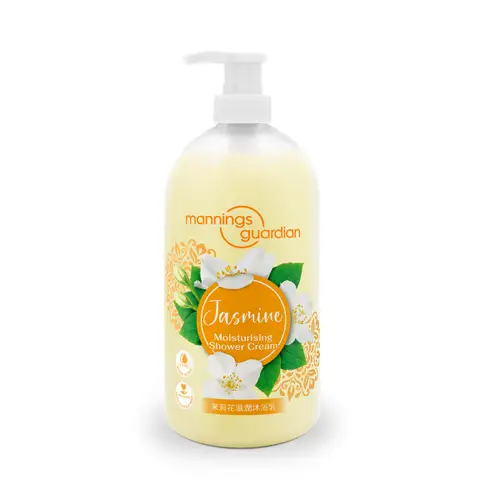 mannings
guardian
Jasmine
Moisturising
Shower Cream
茉莉花滋潤沐浴乳